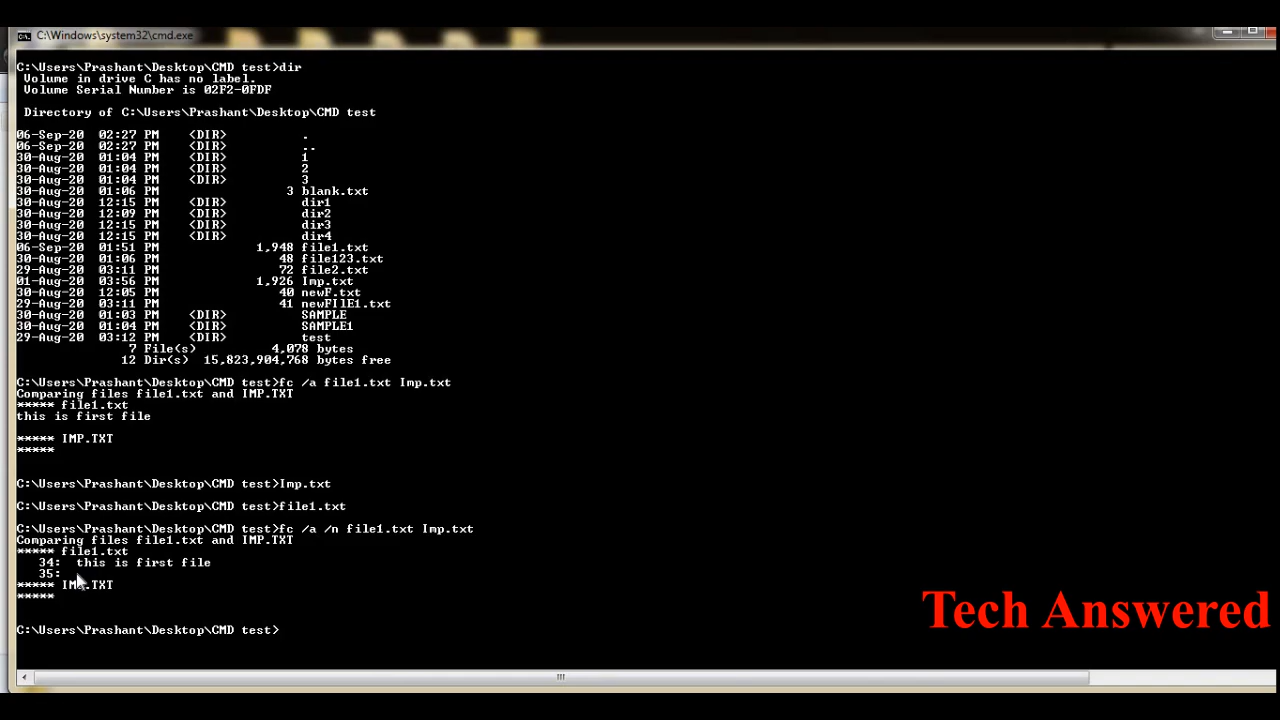 C:\Windows\system32\cmd.exe
C:\Users\Prashant\Desktop\CMD test>dir
Volume in drive C has no label.
Volume Serial Number is 02F2-0FDF
Directory of C:\Users\Prashant\Desktop\CMD test
06-Sep-20 02:27 PM <DIR> .
06-Sep-20 02:27 PM <DIR> ..
30-Aug-20 01:04 PM <DIR> 1
30-Aug-20 01:04 PM <DIR> 2
30-Aug-20 01:04 PM <DIR> 3
30-Aug-20 01:06 PM 3 blank.txt
30-Aug-20 12:15 PM <DIR> dir1
30-Aug-20 12:09 PM <DIR> dir2
30-Aug-20 12:15 PM <DIR> dir3
30-Aug-20 12:15 PM <DIR> dir4
06-Sep-20 01:51 PM 1,948 file1.txt
30-Aug-20 01:06 PM 48 file123.txt
29-Aug-20 03:11 PM 72 file2.txt
01-Aug-20 03:56 PM 1,926 Imp.txt
30-Aug-20 12:05 PM 40 newF.txt
29-Aug-20 03:11 PM 41 newFIlE1.txt
30-Aug-20 01:03 PM <DIR> SAMPLE
30-Aug-20 01:04 PM <DIR> SAMPLE1
29-Aug-20 03:12 PM <DIR> test
7 File(s) 4,078 bytes
12 Dir(s) 15,823,904,768 bytes free
C:\Users\Prashant\Desktop\CMD test>fc /a file1.txt Imp.txt
Comparing files file1.txt and IMP.TXT
***** file1.txt
this is first file
***** IMP.TXT
*****
C:\Users\Prashant\Desktop\CMD test>Imp.txt
C:\Users\Prashant\Desktop\CMD test>file1.txt
C:\Users\Prashant\Desktop\CMD test>fc /a /n file1.txt Imp.txt
Comparing files file1.txt and IMP.TXT
***** file1.txt
34: this is first file
35:
***** IMP.TXT
*****
C:\Users\Prashant\Desktop\CMD test>
Tech Answered